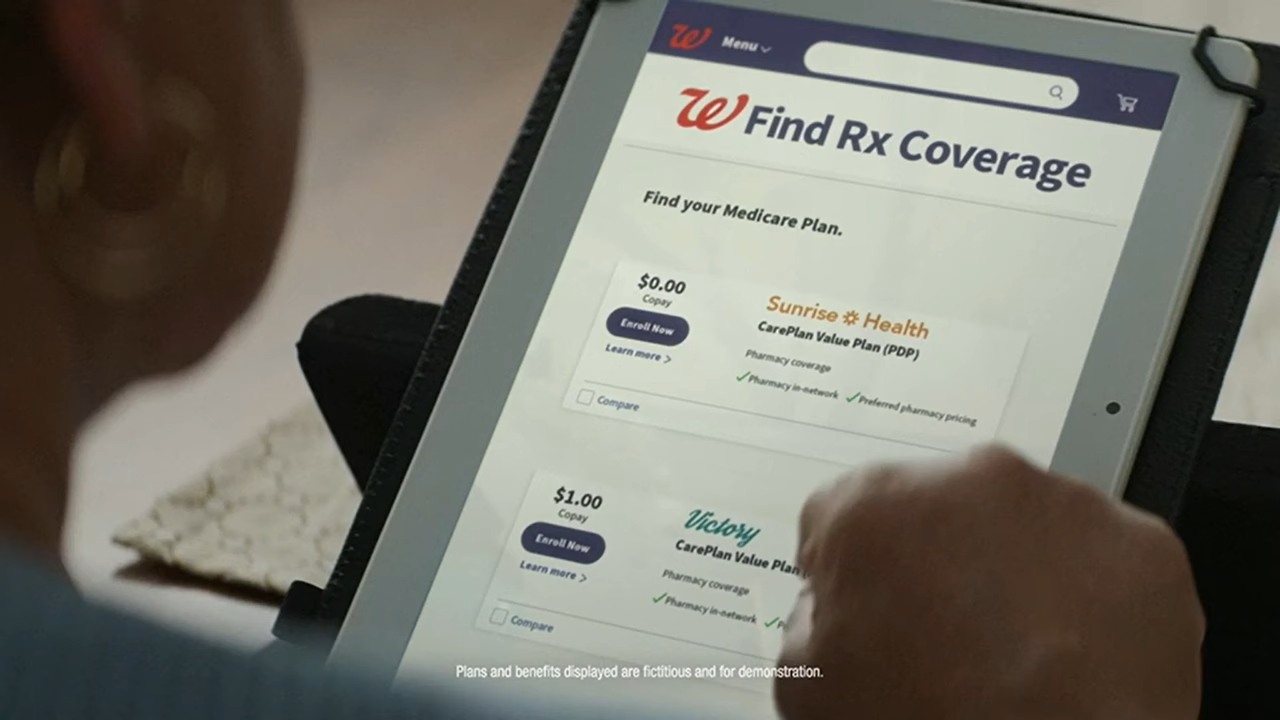 W Menu
W Find Rx Coverage
Find your Medicare Plan.
$0.00
Copay
Enroll Now
Learn more >
Compare
Sunrise Health
CarePlan Value Plan (PDP)
Pharmacy coverage
✓Pharmacy in-network ✓Preferred pharmacy pricing
$1.00
Copay
Enroll Now
Learn more >
Compare
Victory
CarePlan Value Plan
Pharmacy coverage
✓Pharmacy in-network ✓
Plans and benefits displayed are fictitious and for demonstration.